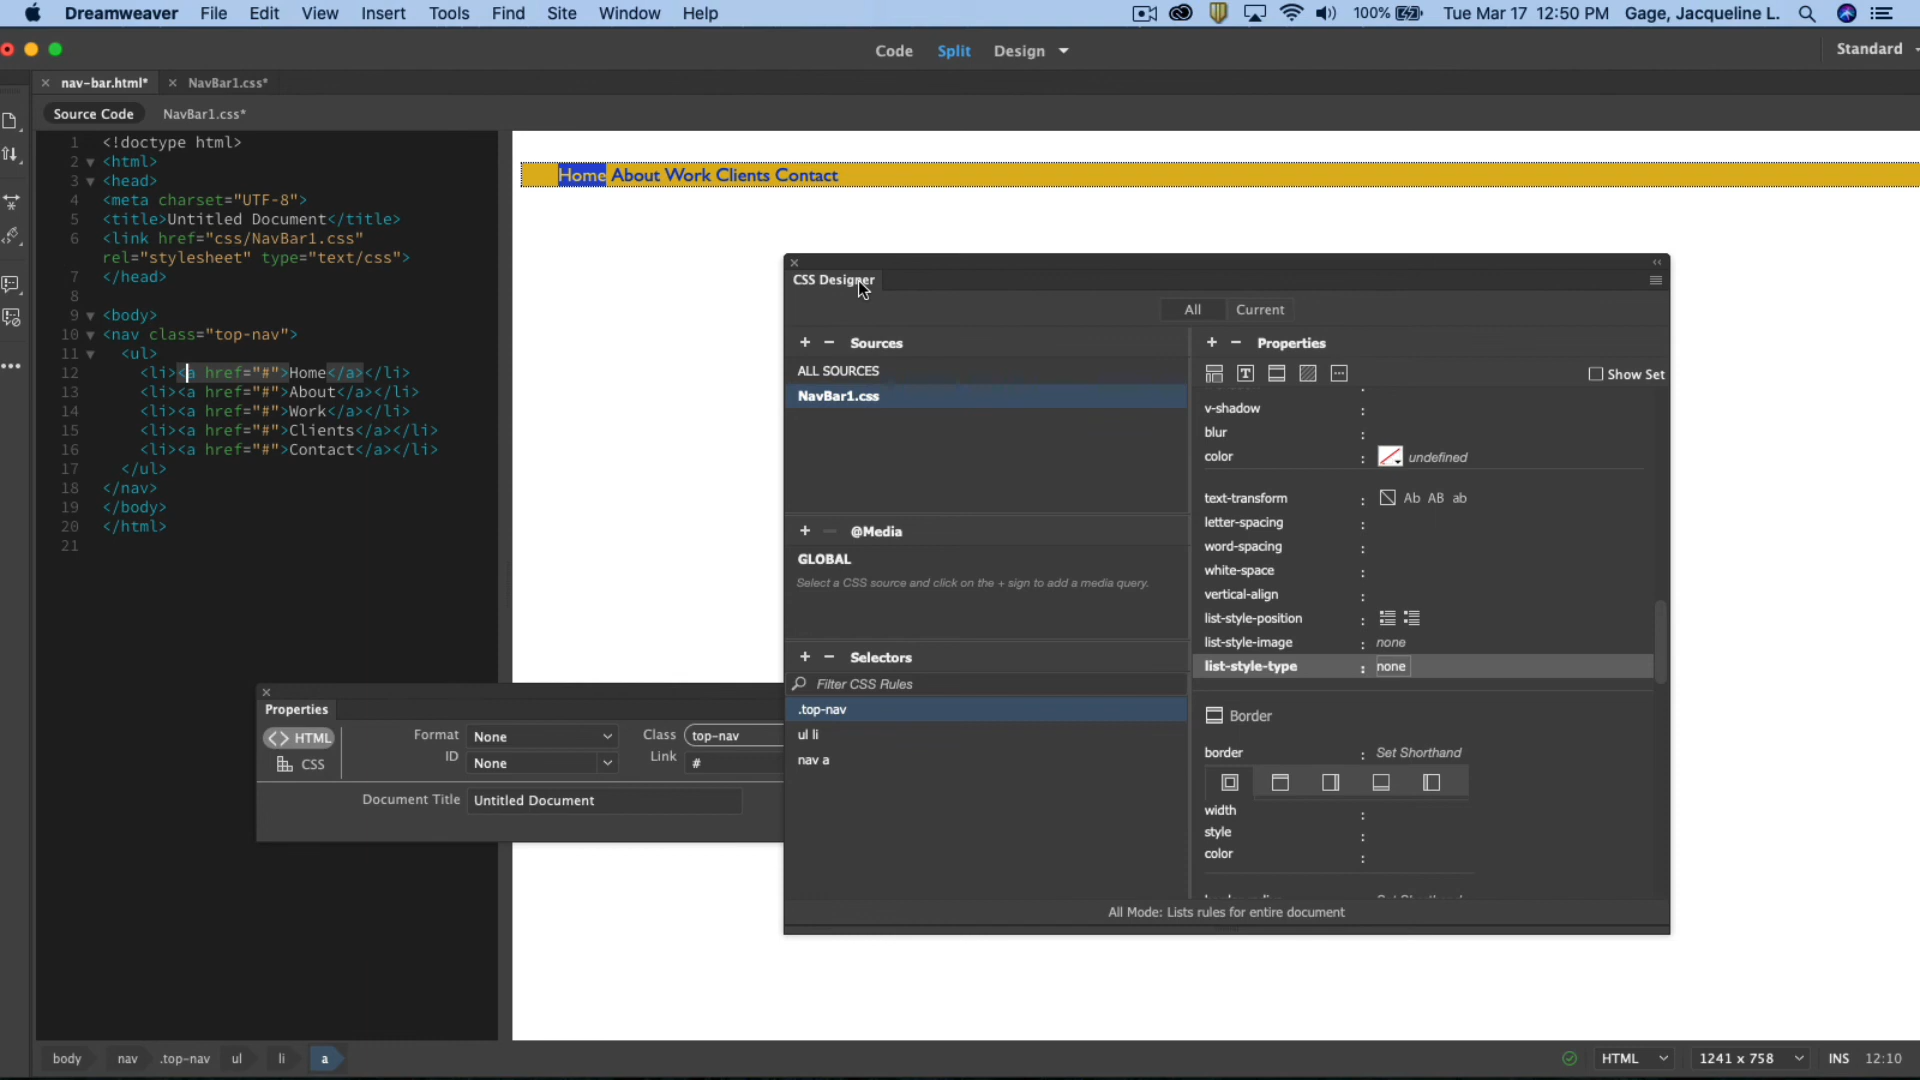 Dreamweaver File Edit View Insert Tools Find Site Window Help 100% Tue Mar 17 12:50 PM Gage, Jacqueline L.
Code Split Design Standard
nav-bar.html* NavBar1.css*
Source Code NavBar1.css*
1 <!doctype html>
2 <html>
3 <head>
4 <meta charset="UTF-8">
5 <title>Untitled Document</title>
6 <link href="css/NavBar1.css"
rel="stylesheet" type="text/css">
7 </head>
8
9 <body>
10 <nav class="top-nav">
11 <ul>
12 <li><a href="#">Home</a></li>
13 <li><a href="#">About</a></li>
14 <li><a href="#">Work</a></li>
15 <li><a href="#">Clients</a></li>
16 <li><a href="#">Contact</a></li>
17 </ul>
18 </nav>
19 </body>
20 </html>
21
Home About Work Clients Contact
CSS Designer
All Current
+ − Sources
ALL SOURCES
NavBar1.css
+ − @Media
GLOBAL
Select a CSS source and click on the + sign to add a media query.
+ − Selectors
Filter CSS Rules
.top-nav
ul li
nav a
+ − Properties
Show Set
v-shadow :
blur :
color : undefined
text-transform : Ab AB ab
letter-spacing :
word-spacing :
white-space :
vertical-align :
list-style-position :
list-style-image : none
list-style-type : none
Border
border : Set Shorthand
width :
style :
color :
All Mode: Lists rules for entire document
Properties
<> HTML
CSS
Format None
ID None
Class top-nav
Link #
Document Title Untitled Document
body nav .top-nav ul li a
HTML 1241 x 758 INS 12:10